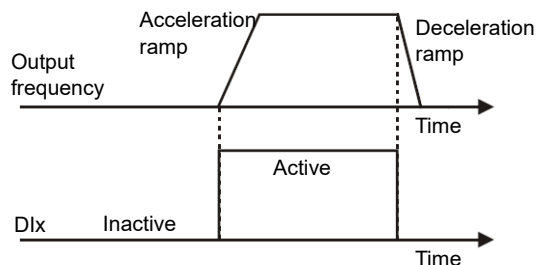 Acceleration
ramp
Deceleration
ramp
Output
frequency
Time
Active
DIx
Inactive
Time